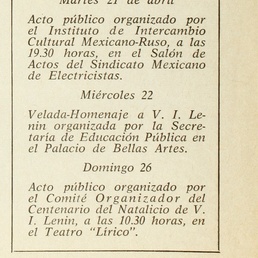 Martes 21 de abril
Acto público organizado por
el Instituto de Intercambio
Cultural Mexicano-Ruso, a las
19.30 horas, en el Salón de
Actos del Sindicato Mexicano
de Electricistas.
Miércoles 22
Velada-Homenaje a V. I. Le-
nin organizada por la Secre-
taría de Educación Pública en
el Palacio de Bellas Artes.
Domingo 26
Acto público organizado por
el Comité Organizador del
Centenario del Natalicio de V.
I. Lenin, a las 10.30 horas, en
el Teatro "Lírico".